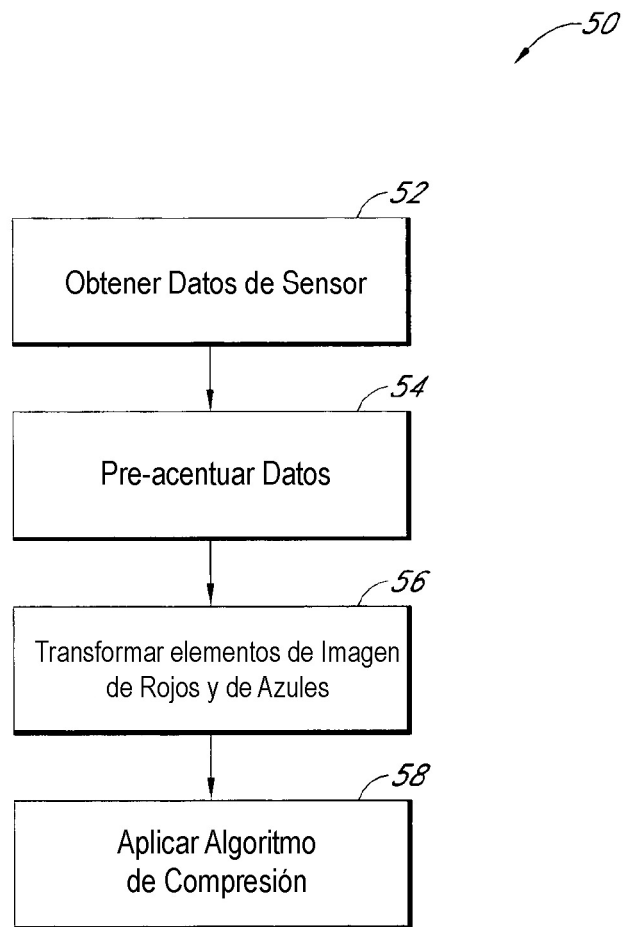 50
52
Obtener Datos de Sensor
54
Pre-acentuar Datos
56
Transformar elementos de Imagen
de Rojos y de Azules
58
Aplicar Algoritmo
de Compresión